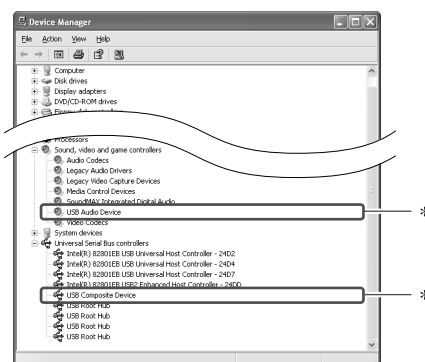 Device Manager
File Action View Help
Computer
Disk drives
Display adapters
DVD/CD-ROM drives
Floppy disk controllers
Processors
Sound, video and game controllers
Audio Codecs
Legacy Audio Drivers
Legacy Video Capture Devices
Media Control Devices
SoundMAX Integrated Digital Audio
USB Audio Device
Video Codecs
System devices
Universal Serial Bus controllers
Intel(R) 82801EB USB Universal Host Controller - 24D2
Intel(R) 82801EB USB Universal Host Controller - 24D4
Intel(R) 82801EB USB Universal Host Controller - 24D7
Intel(R) 82801EB USB2 Enhanced Host Controller - 24DD
USB Composite Device
USB Root Hub
USB Root Hub
USB Root Hub
USB Root Hub